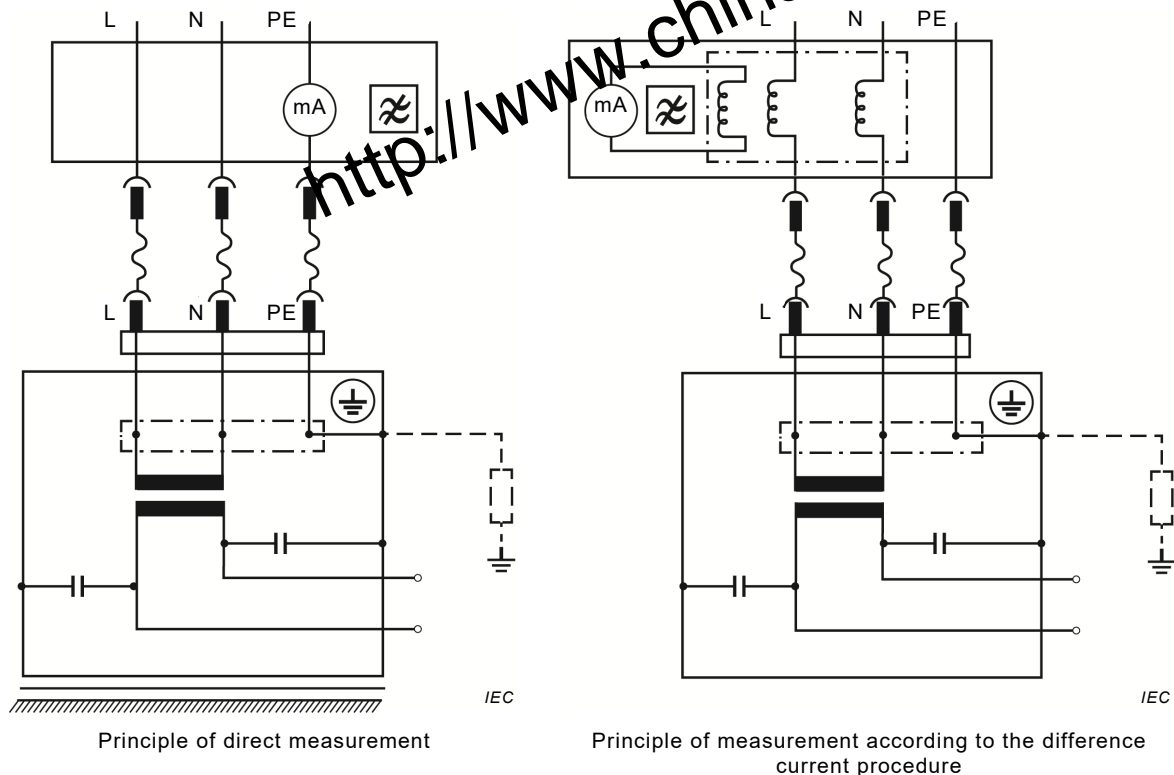 L N PE
mA
L N PE
IEC
Principle of direct measurement
L N PE
mA
L N PE
IEC
Principle of measurement according to the difference
current procedure
http://www.china